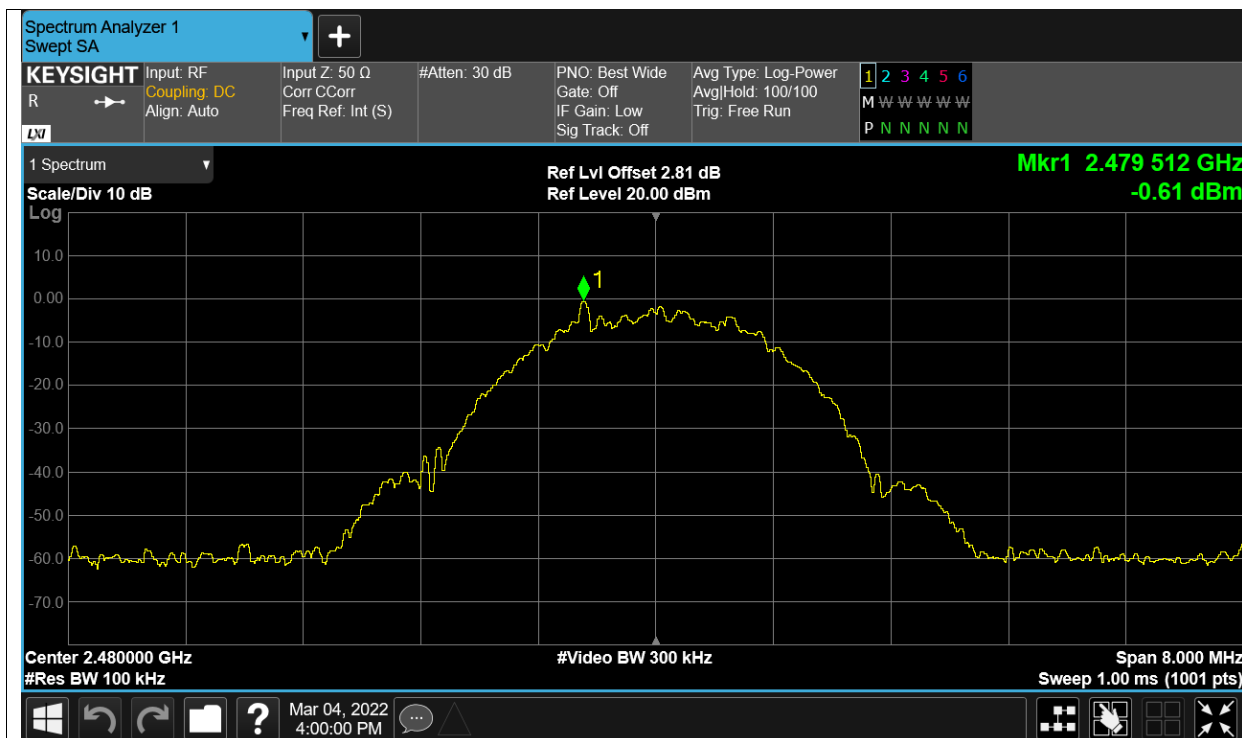 Spectrum Analyzer 1
Swept SA
+
KEYSIGHT
R
LXI
Input: RF
Coupling: DC
Align: Auto
Input Z: 50 Ω
Corr CCorr
Freq Ref: Int (S)
#Atten: 30 dB
PNO: Best Wide
Gate: Off
IF Gain: Low
Sig Track: Off
Avg Type: Log-Power
Avg|Hold: 100/100
Trig: Free Run
1 2 3 4 5 6
M W W W W W
P N N N N N
1 Spectrum
Scale/Div 10 dB
Ref Lvl Offset 2.81 dB
Ref Level 20.00 dBm
Mkr1 2.479 512 GHz
-0.61 dBm
Log
10.0
0.00
-10.0
-20.0
-30.0
-40.0
-50.0
-60.0
-70.0
1
Center 2.480000 GHz
#Res BW 100 kHz
#Video BW 300 kHz
Span 8.000 MHz
Sweep 1.00 ms (1001 pts)
?
Mar 04, 2022
4:00:00 PM